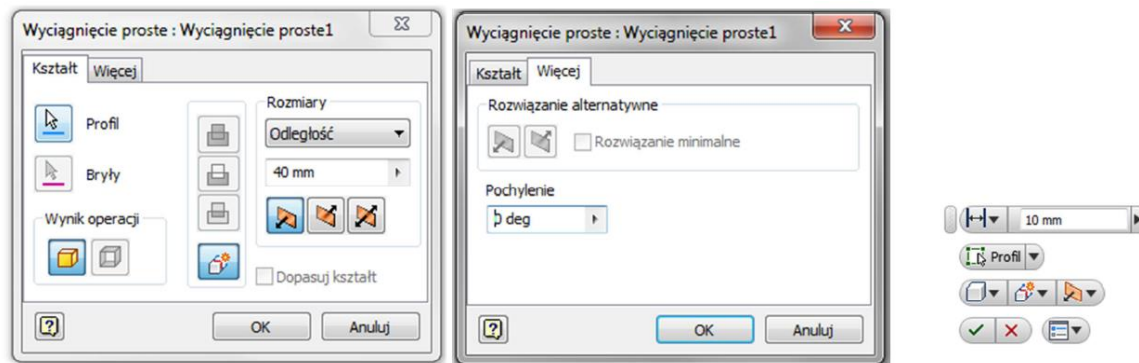 Wyciągnięcie proste : Wyciągnięcie proste1
Kształt Więcej
Profil
Bryły
Wynik operacji
Rozmiary
Odległość
40 mm
Dopasuj kształt
OK Anuluj
Wyciągnięcie proste : Wyciągnięcie proste1
Kształt Więcej
Rozwiązanie alternatywne
Rozwiązanie minimalne
Pochylenie
0 deg
OK Anuluj
10 mm
Profil